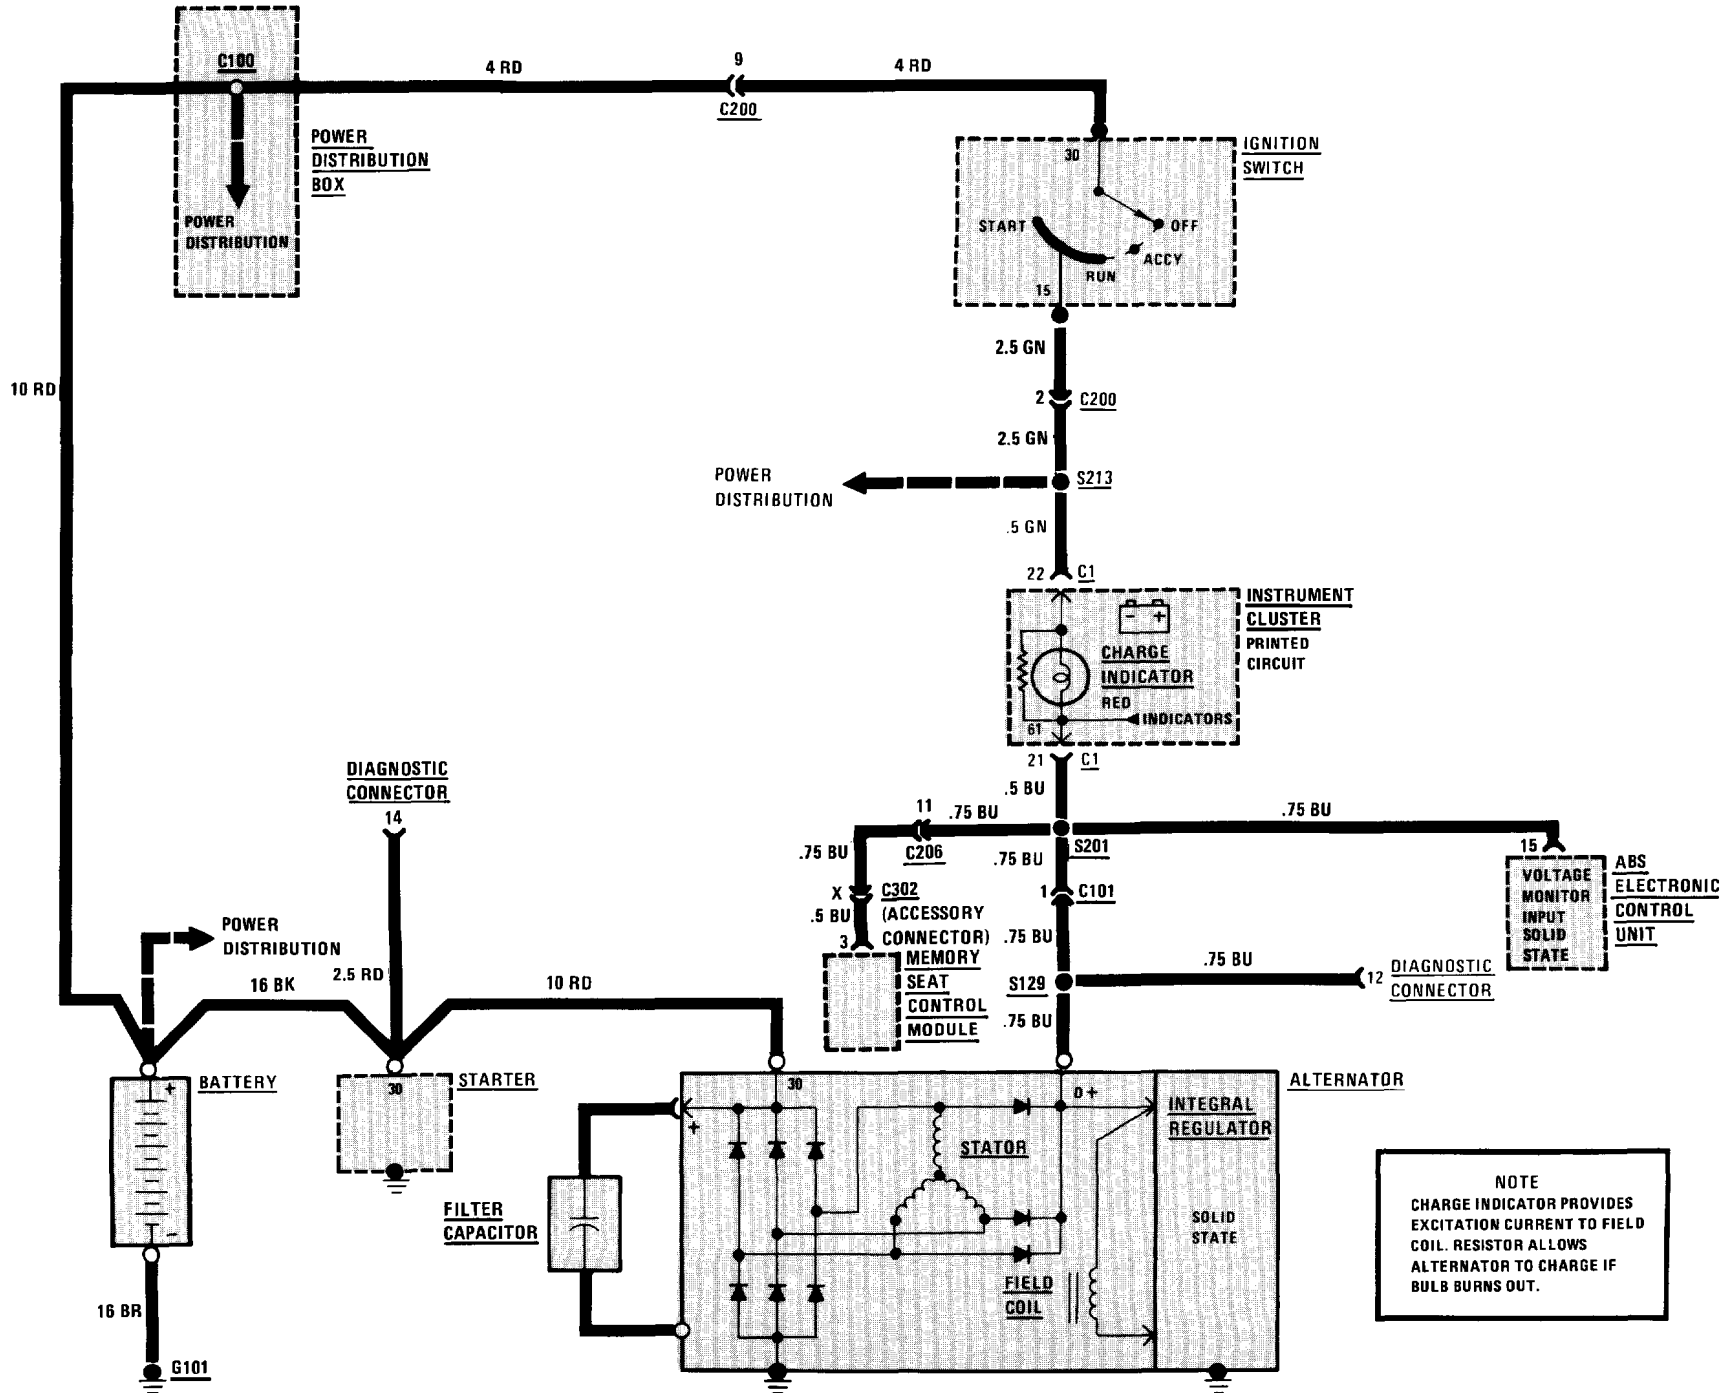 C100
4 RD
9
4 RD
C200
POWER
DISTRIBUTION
BOX
POWER
DISTRIBUTION
IGNITION
SWITCH
30
START
OFF
ACCY
RUN
15
2.5 GN
10 RD
2
C200
2.5 GN
POWER
DISTRIBUTION
S213
.5 GN
22
C1
INSTRUMENT
CLUSTER
PRINTED
CIRCUIT
- +
CHARGE
INDICATOR
RED
INDICATORS
61
21
C1
.5 BU
DIAGNOSTIC
CONNECTOR
14
11
.75 BU
.75 BU
.75 BU
C206
.75 BU
S201
15
ABS
ELECTRONIC
CONTROL
UNIT
VOLTAGE
MONITOR
INPUT
SOLID
STATE
X
C302
(ACCESSORY
CONNECTOR)
.5 BU
3
1
C101
.75 BU
MEMORY
SEAT
CONTROL
MODULE
S129
.75 BU
12
DIAGNOSTIC
CONNECTOR
.75 BU
POWER
DISTRIBUTION
16 BK
2.5 RD
10 RD
+
BATTERY
-
30
STARTER
30
D+
ALTERNATOR
+
INTEGRAL
REGULATOR
STATOR
FILTER
CAPACITOR
SOLID
STATE
FIELD
COIL
16 BR
G101
NOTE
CHARGE INDICATOR PROVIDES
EXCITATION CURRENT TO FIELD
COIL. RESISTOR ALLOWS
ALTERNATOR TO CHARGE IF
BULB BURNS OUT.